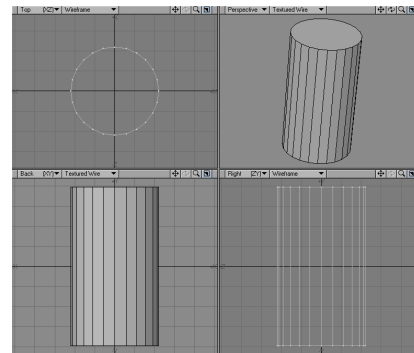 Top (XZ) Wireframe
Perspective Textured Wire
Back (XY) Textured Wire
Right (ZY) Wireframe